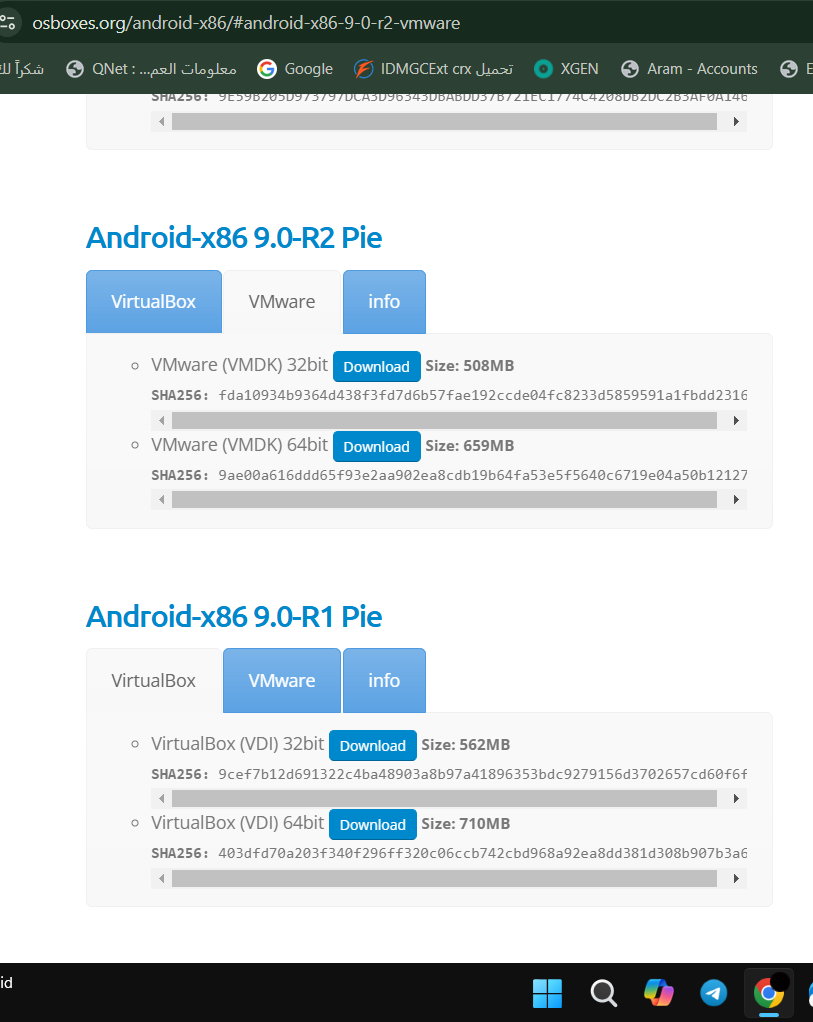 osboxes.org/android-x86/#android-x86-9-0-r2-vmware
شكراً لك
QNet : ...معلومات العم
Google
IDMGCExt crx تحميل
XGEN
Aram - Accounts
E
SHA256: 9E59B205D973797DCA3D96343DBABDD37B721EC1774C4208DB2DC2B3AF0A146
Android-x86 9.0-R2 Pie
VirtualBox VMware info
VMware (VMDK) 32bit Download Size: 508MB
SHA256: fda10934b9364d438f3fd7d6b57fae192ccde04fc8233d5859591a1fbdd2316
VMware (VMDK) 64bit Download Size: 659MB
SHA256: 9ae00a616ddd65f93e2aa902ea8cdb19b64fa53e5f5640c6719e04a50b12127
Android-x86 9.0-R1 Pie
VirtualBox VMware info
VirtualBox (VDI) 32bit Download Size: 562MB
SHA256: 9cef7b12d691322c4ba48903a8b97a41896353bdc9279156d3702657cd60f6f
VirtualBox (VDI) 64bit Download Size: 710MB
SHA256: 403dfd70a203f340f296ff320c06ccb742cbd968a92ea8dd381d308b907b3a6
id